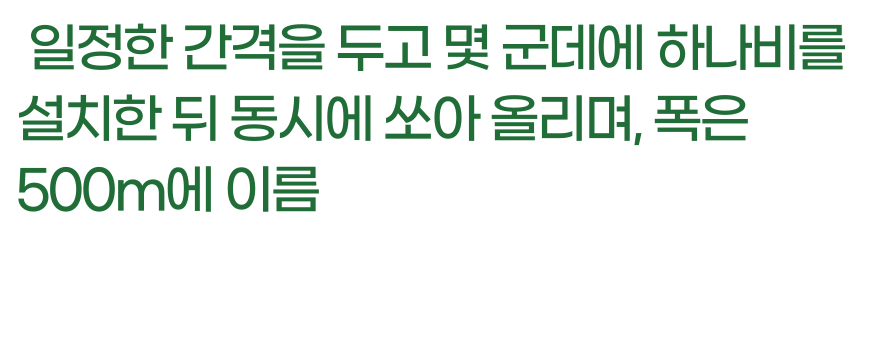 일정한 간격을 두고 몇 군데에 하나비를
설치한 뒤 동시에 쏘아 올리며, 폭은
500m에 이름